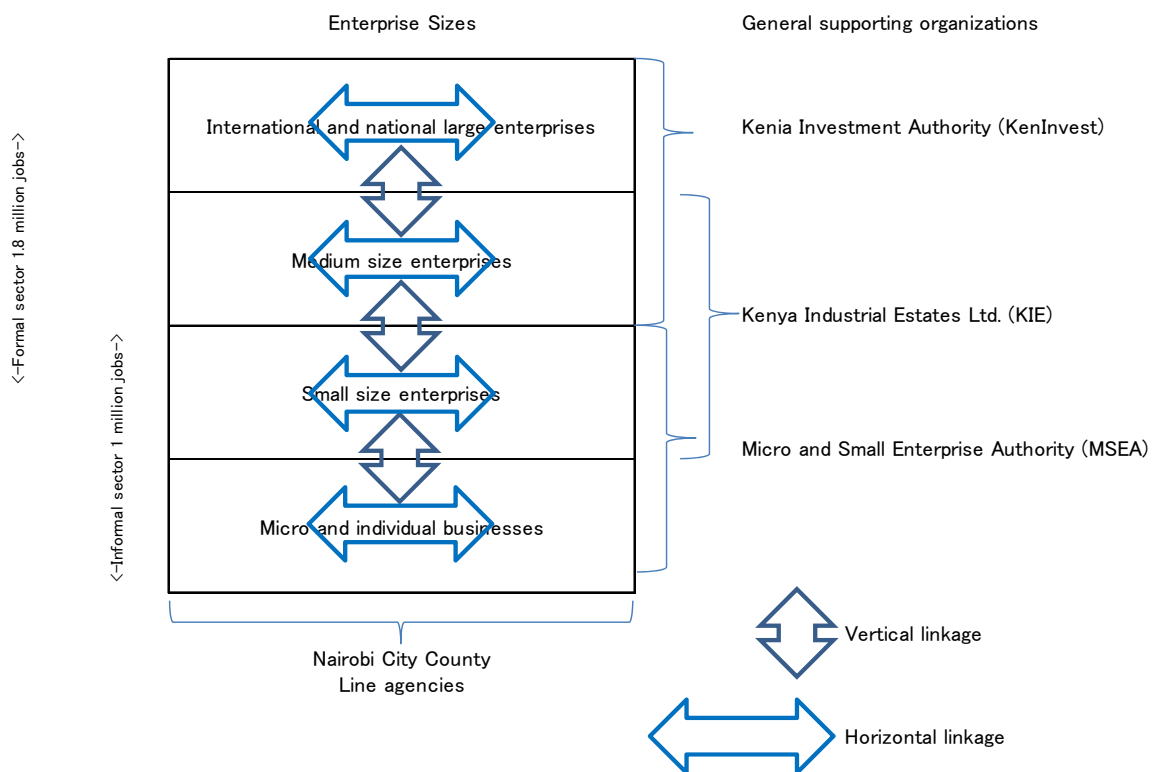 Enterprise Sizes
General supporting organizations
International and national large enterprises
Kenia Investment Authority (KenInvest)
<-Formal sector 1.8 million jobs->
Medium size enterprises
Kenya Industrial Estates Ltd. (KIE)
Small size enterprises
<-Informal sector 1 million jobs->
Micro and Small Enterprise Authority (MSEA)
Micro and individual businesses
Nairobi City County
Line agencies
Vertical linkage
Horizontal linkage